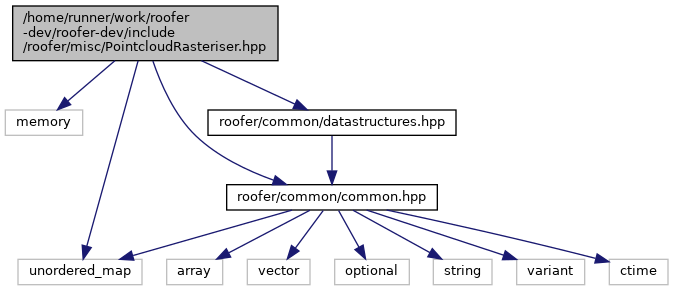 /home/runner/work/roofer
-dev/roofer-dev/include
/roofer/misc/PointcloudRasteriser.hpp
memory
roofer/common/datastructures.hpp
roofer/common/common.hpp
unordered_map
array
vector
optional
string
variant
ctime